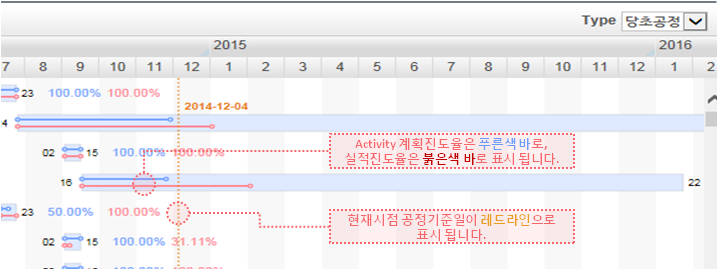 Type 당초공정
2015 2016
7 8 9 10 11 12 1 2 3 4 5 6 7 8 9 10 11 12 1 2
23 100.00% 100.00%
2014-12-04
4
02 15 100.00% 100.00%
Activity 계획진도율은 푸른색 바로,
실적진도율은 붉은색 바로 표시 됩니다.
16 22
23 50.00% 100.00%
현재시점 공정기준일이 레드라인으로
표시 됩니다.
02 15 100.00% 31.11%